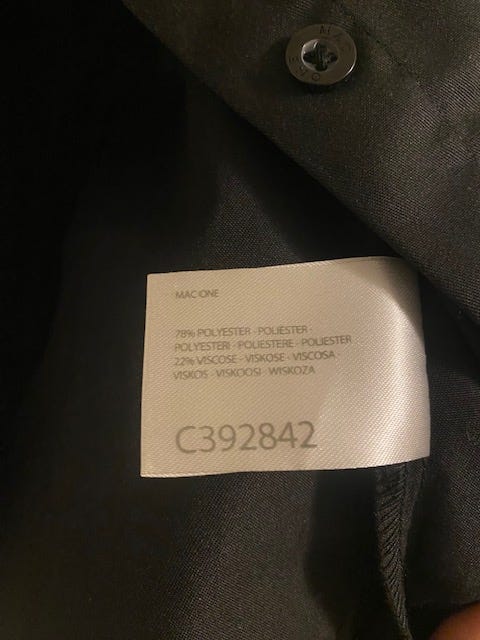 MAC ONE
78% POLYESTER - POLIESTER -
POLYESTERI - POLIESTERE - POLIESTER
22% VISCOSE - VISKOSE - VISCOSA -
VISKOS - VISKOOSI - WISKOZA
C392842